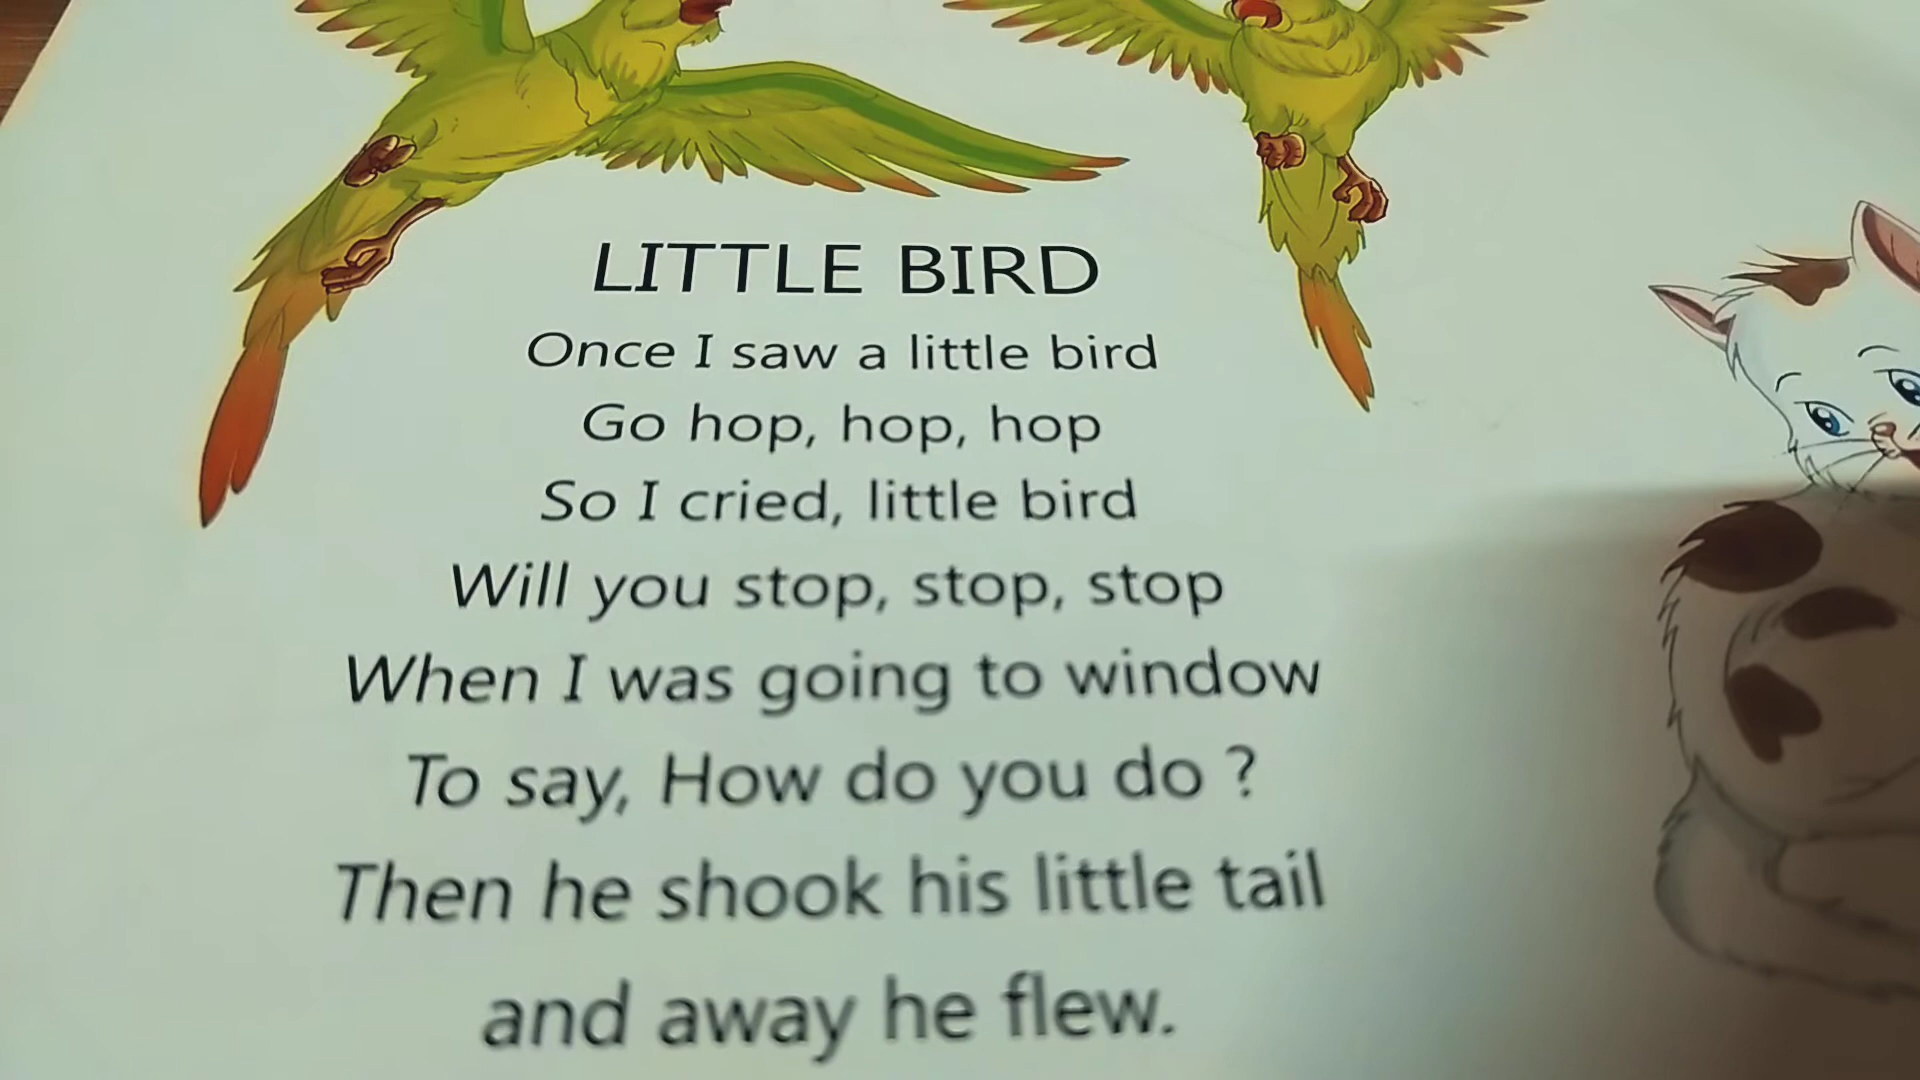 LITTLE BIRD
Once I saw a little bird
Go hop, hop, hop
So I cried, little bird
Will you stop, stop, stop
When I was going to window
To say, How do you do ?
Then he shook his little tail
and away he flew.